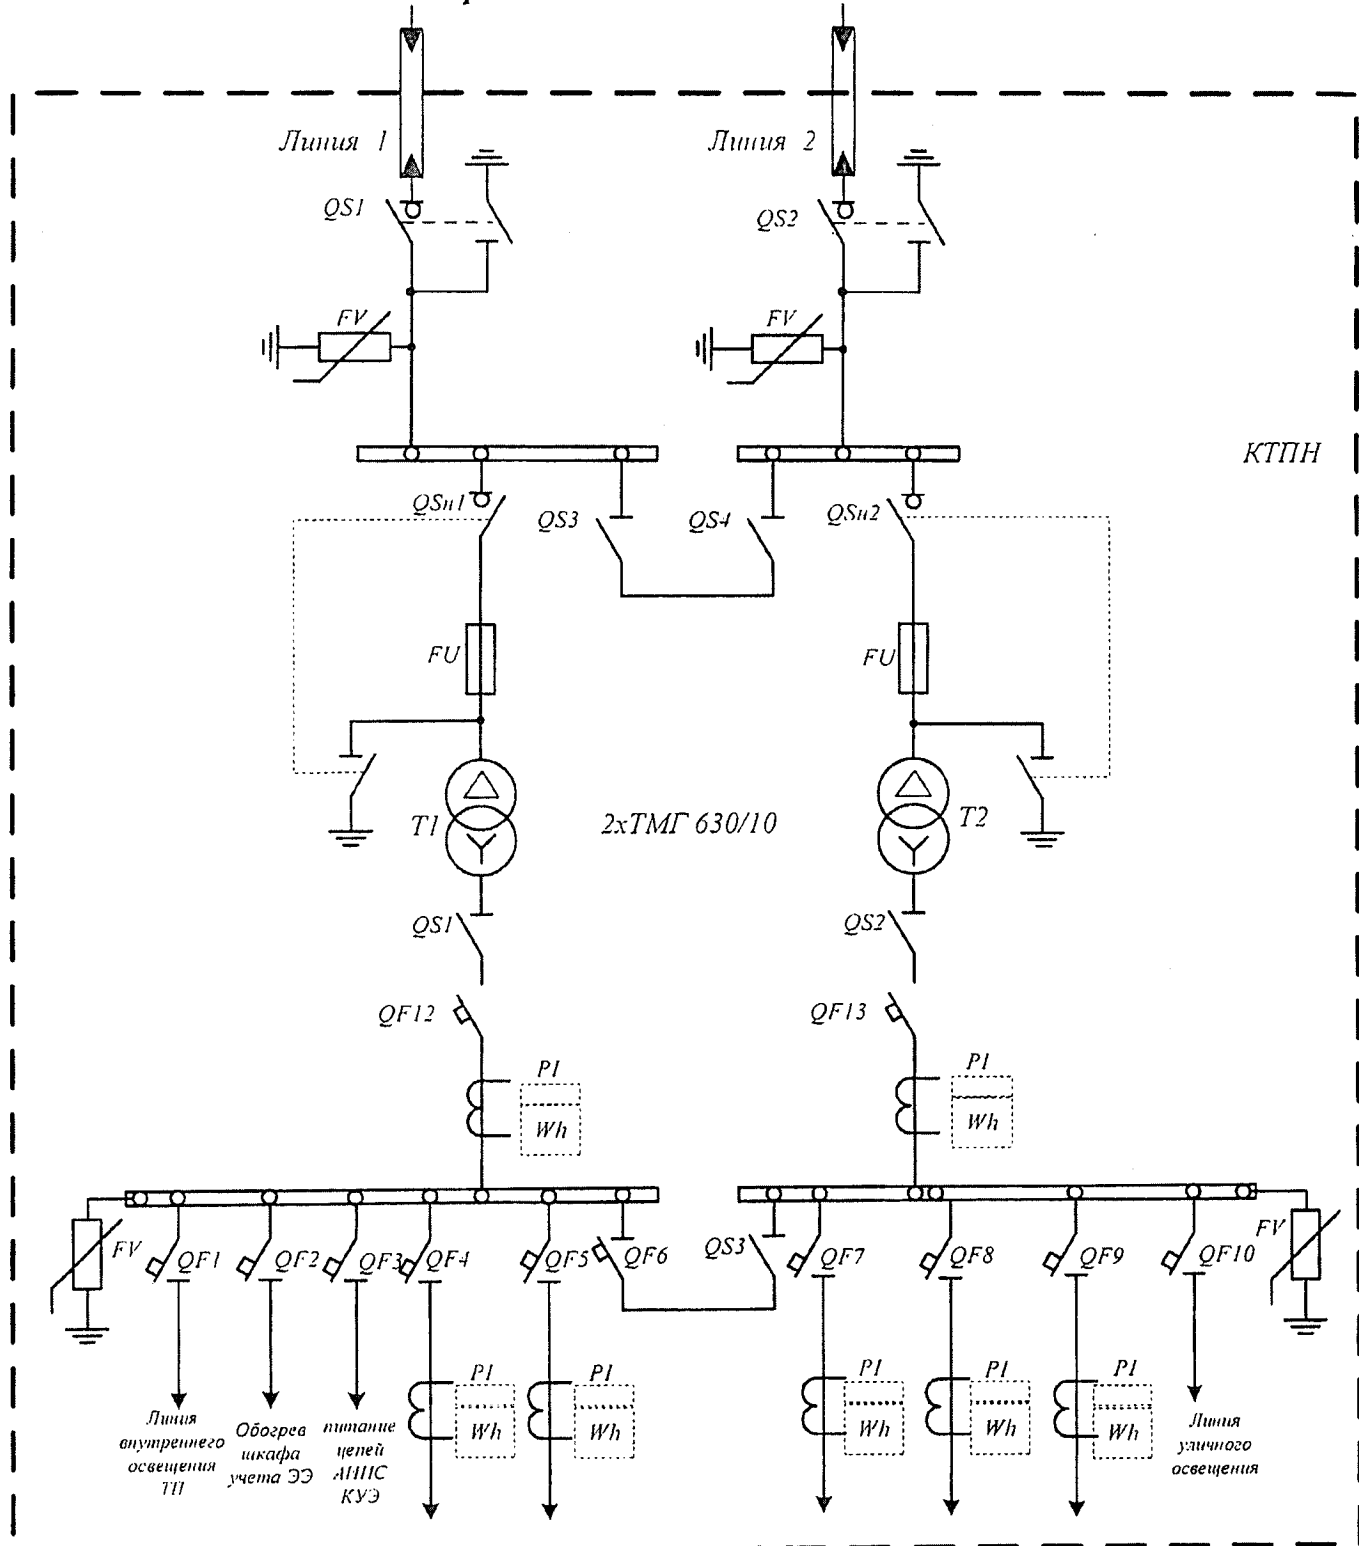 Линия 1
Линия 2
QS1
QS2
FV
FV
КТПН
QSн1
QS3
QS4
QSн2
FU
FU
T1
2хТМГ 630/10
T2
QS1
QS2
QF12
QF13
PI
Wh
PI
Wh
FV
QF1
QF2
QF3
QF4
QF5
QF6
QS3
QF7
QF8
QF9
QF10
FV
PI
Wh
PI
Wh
PI
Wh
PI
Wh
PI
Wh
Линия
внутреннего
освещения
ТП
Обогрев
шкафа
учета ЭЭ
питание
цепей
АИИС
КУЭ
Линия
уличного
освещения